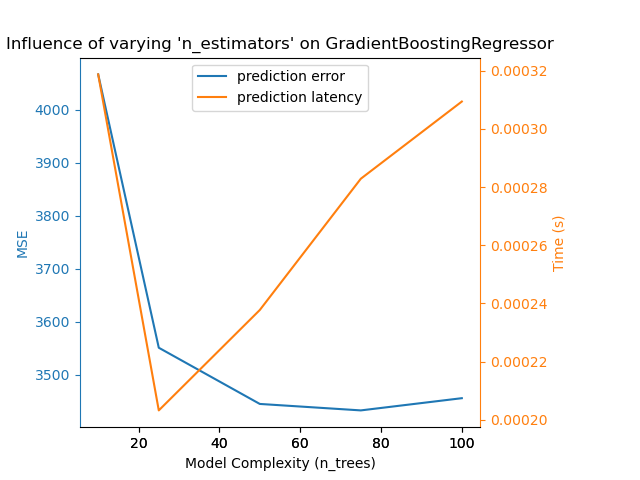 Influence of varying 'n_estimators' on GradientBoostingRegressor
prediction error
prediction latency
MSE
4000
3900
3800
3700
3600
3500
0.00032
0.00030
0.00028
0.00026
0.00024
0.00022
0.00020
Time (s)
20 40 60 80 100
Model Complexity (n_trees)